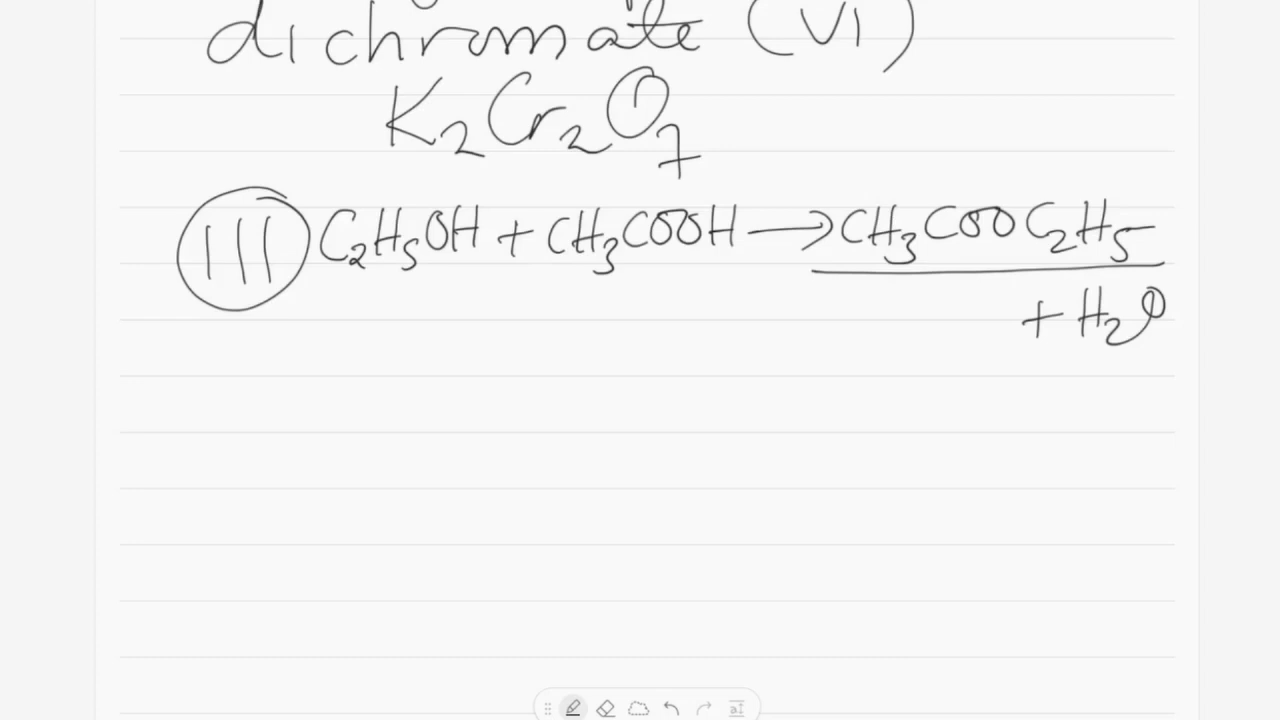 dichromate (VI)
K₂Cr₂O₇
III C₂H₅OH + CH₃COOH → CH₃COOC₂H₅
+ H₂O